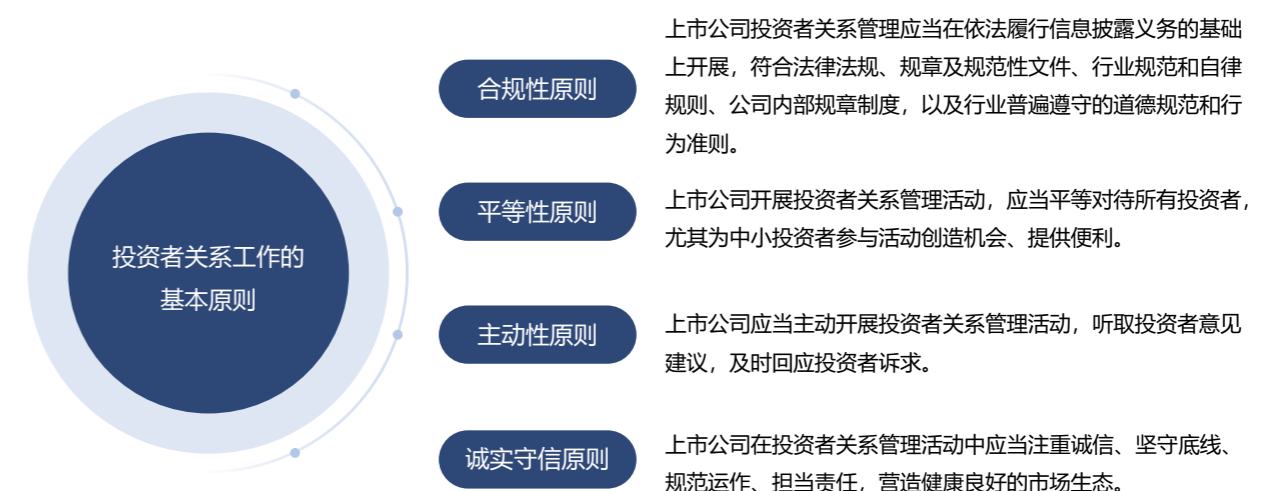 投资者关系工作的
基本原则
合规性原则
上市公司投资者关系管理应当在依法履行信息披露义务的基础
上开展，符合法律法规、规章及规范性文件、行业规范和自律
规则、公司内部规章制度，以及行业普遍遵守的道德规范和行
为准则。
平等性原则
上市公司开展投资者关系管理活动，应当平等对待所有投资者，
尤其为中小投资者参与活动创造机会、提供便利。
主动性原则
上市公司应当主动开展投资者关系管理活动，听取投资者意见
建议，及时回应投资者诉求。
诚实守信原则
上市公司在投资者关系管理活动中应当注重诚信、坚守底线、
规范运作、担当责任，营造健康良好的市场生态。